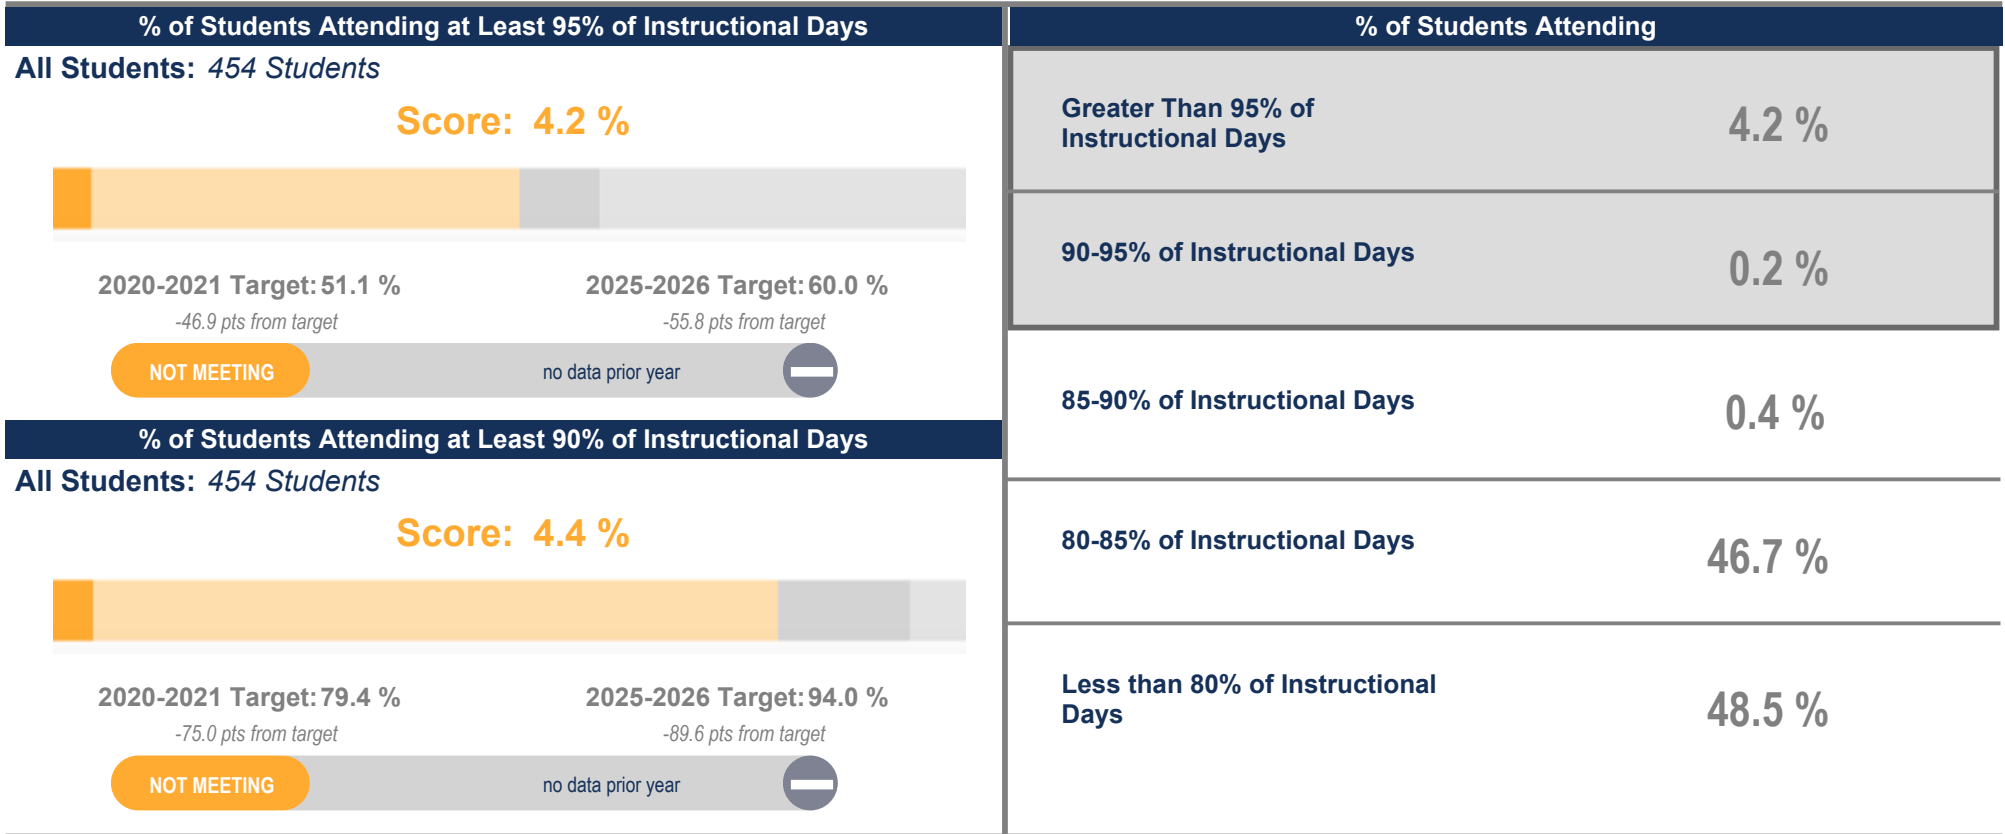 % of Students Attending at Least 95% of Instructional Days
All Students: 454 Students
Score: 4.2 %
2020-2021 Target: 51.1 %
-46.9 pts from target
2025-2026 Target: 60.0 %
-55.8 pts from target
NOT MEETING
no data prior year
% of Students Attending at Least 90% of Instructional Days
All Students: 454 Students
Score: 4.4 %
2020-2021 Target: 79.4 %
-75.0 pts from target
2025-2026 Target: 94.0 %
-89.6 pts from target
NOT MEETING
no data prior year
% of Students Attending
Greater Than 95% of
Instructional Days
4.2 %
90-95% of Instructional Days
0.2 %
85-90% of Instructional Days
0.4 %
80-85% of Instructional Days
46.7 %
Less than 80% of Instructional
Days
48.5 %